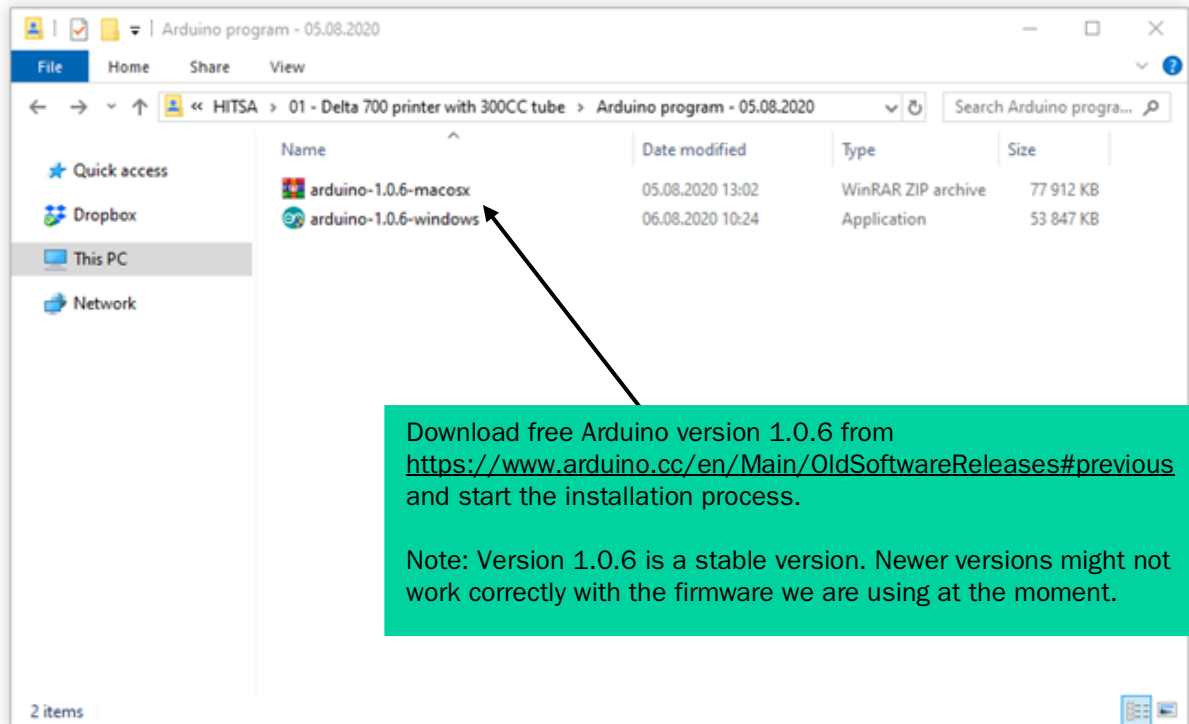 Arduino program - 05.08.2020
File Home Share View
« HITSA > 01 - Delta 700 printer with 300CC tube > Arduino program - 05.08.2020 Search Arduino progra...
Name Date modified Type Size
Quick access
arduino-1.0.6-macosx 05.08.2020 13:02 WinRAR ZIP archive 77 912 KB
Dropbox
arduino-1.0.6-windows 06.08.2020 10:24 Application 53 847 KB
This PC
Network
Download free Arduino version 1.0.6 from
https://www.arduino.cc/en/Main/OldSoftwareReleases#previous
and start the installation process.
Note: Version 1.0.6 is a stable version. Newer versions might not
work correctly with the firmware we are using at the moment.
2 items